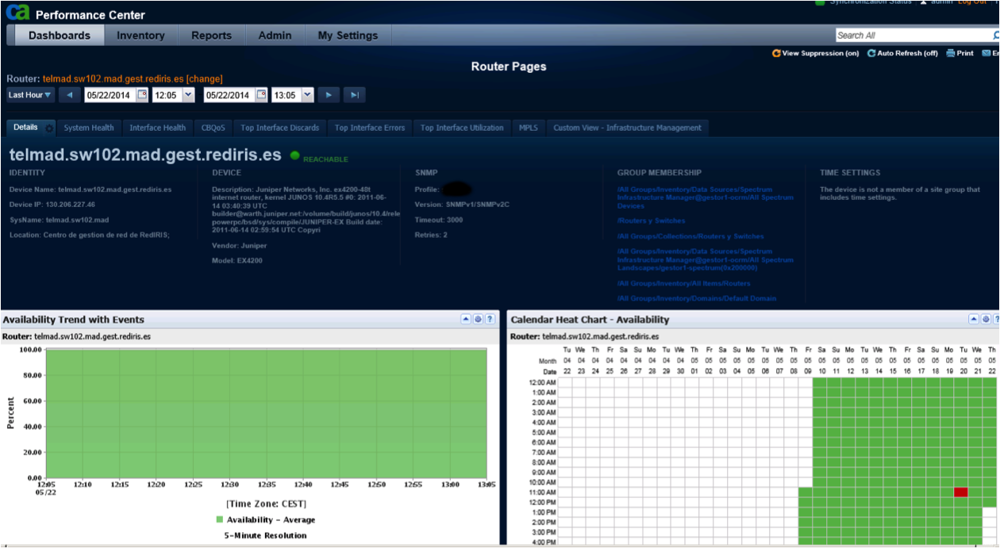 ca Performance Center
Synchronization Status admin Log Out
Dashboards Inventory Reports Admin My Settings
Search All
View Suppression (on) Auto Refresh (off) Print
Router Pages
Router: telmad.sw102.mad.gest.rediris.es [change]
Last Hour 05/22/2014 12:05 05/22/2014 13:05
Details System Health Interface Health CBQoS Top Interface Discards Top Interface Errors Top Interface Utilization MPLS Custom View - Infrastructure Management
telmad.sw102.mad.gest.rediris.es REACHABLE
IDENTITY
Device Name: telmad.sw102.mad.gest.rediris.es
Device IP: 130.206.227.46
SysName: telmad.sw102.mad
Location: Centro de gestion de red de RedIRIS;
DEVICE
Description: Juniper Networks, Inc. ex4200-48t
internet router, kernel JUNOS 10.4R5.5 #0: 2011-06-
14 03:40:39 UTC
builder@warth.juniper.net:/volume/build/junos/10.4/rele
powerpc/bsd/sys/compile/JUNIPER-EX Build date:
2011-06-14 02:59:54 UTC Copyri
Vendor: Juniper
Model: EX4200
SNMP
Profile:
Version: SNMPv1/SNMPv2C
Timeout: 3000
Retries: 2
GROUP MEMBERSHIP
/All Groups/Inventory/Data Sources/Spectrum
Infrastructure Manager@gestor1-ocrm/All Spectrum
Devices
/Routers y Switches
/All Groups/Collections/Routers y Switches
/All Groups/Inventory/Data Sources/Spectrum
Infrastructure Manager@gestor1-ocrm/All Spectrum
Landscapes/gestor1-spectrum(0x200000)
/All Groups/Inventory/All Items/Routers
/All Groups/Inventory/Domains/Default Domain
TIME SETTINGS
The device is not a member of a site group that
includes time settings.
Availability Trend with Events
Router: telmad.sw102.mad.gest.rediris.es
100.00
80.00
60.00
40.00
20.00
0.00
Percent
12:05 12:10 12:15 12:20 12:25 12:30 12:35 12:40 12:45 12:50 12:55 13:00 13:05
05/22
[Time Zone: CEST]
Availability - Average
5-Minute Resolution
Calendar Heat Chart - Availability
Router: telmad.sw102.mad.gest.rediris.es
Tu We Th Fr Sa Su Mo Tu We Th Fr Sa Su Mo Tu We Th Fr Sa Su Mo Tu We Th Fr Sa Su Mo Tu We Th
Month 04 04 04 04 04 04 04 04 04 05 05 05 05 05 05 05 05 05 05 05 05 05 05 05 05 05 05 05 05 05 05
Date 22 23 24 25 26 27 28 29 30 01 02 03 04 05 06 07 08 09 10 11 12 13 14 15 16 17 18 19 20 21 22
12:00 AM
1:00 AM
2:00 AM
3:00 AM
4:00 AM
5:00 AM
6:00 AM
7:00 AM
8:00 AM
9:00 AM
10:00 AM
11:00 AM
12:00 PM
1:00 PM
2:00 PM
3:00 PM
4:00 PM